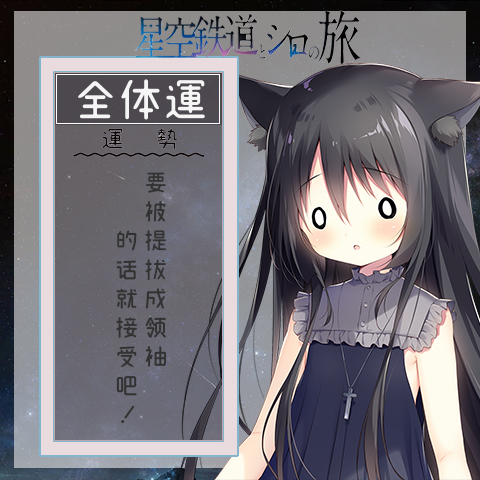 星空鉄道とシロの旅
全体運
運勢
要被提拔成领袖
的话就接受吧！